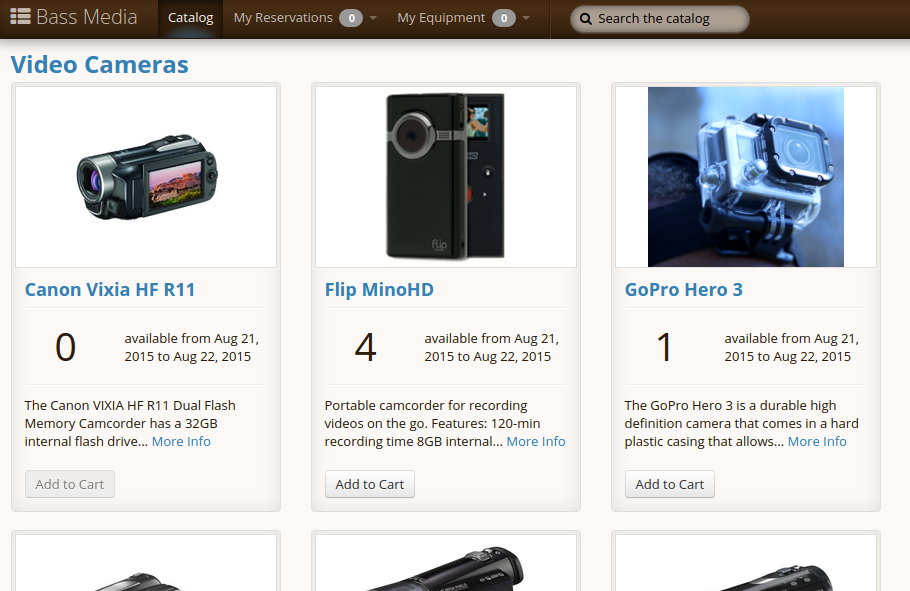 Bass Media
Catalog
My Reservations 0
My Equipment 0
Search the catalog
Video Cameras
flip
HD
Canon Vixia HF R11
0
available from Aug 21,
2015 to Aug 22, 2015
The Canon VIXIA HF R11 Dual Flash
Memory Camcorder has a 32GB
internal flash drive... More Info
Add to Cart
Flip MinoHD
4
available from Aug 21,
2015 to Aug 22, 2015
Portable camcorder for recording
videos on the go. Features: 120-min
recording time 8GB internal... More Info
Add to Cart
GoPro Hero 3
1
available from Aug 21,
2015 to Aug 22, 2015
The GoPro Hero 3 is a durable high
definition camera that comes in a hard
plastic casing that allows... More Info
Add to Cart